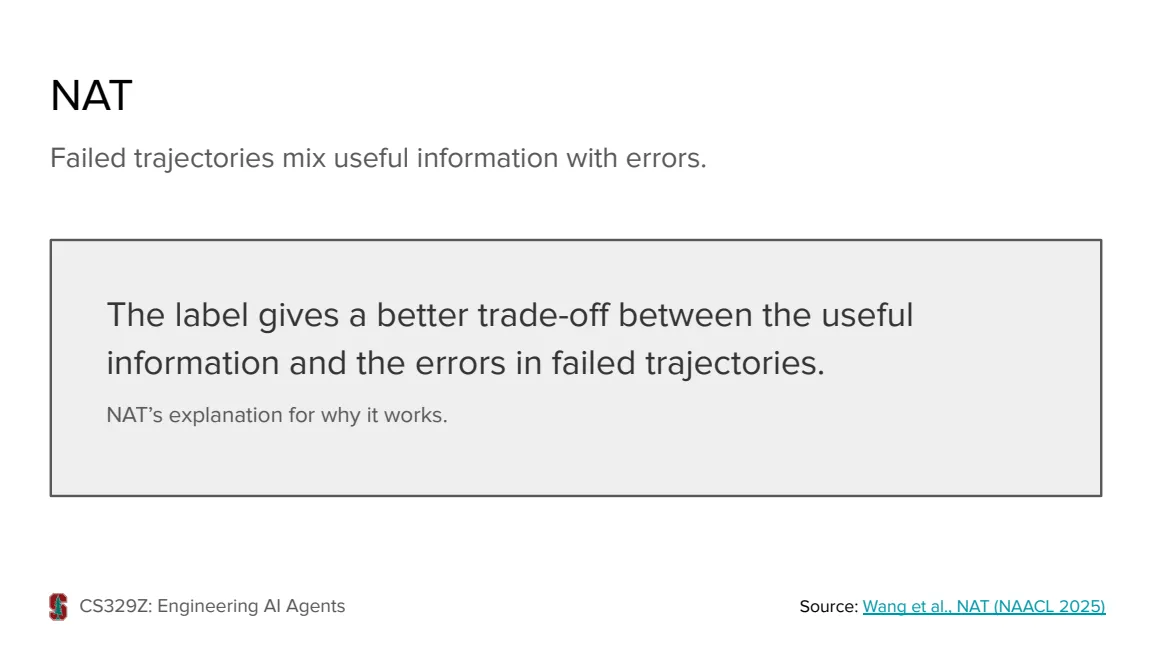 NAT
Failed trajectories mix useful information with errors.
The label gives a better trade-off between the useful
information and the errors in failed trajectories.
NAT’s explanation for why it works.
CS329Z: Engineering AI Agents
Source: Wang et al., NAT (NAACL 2025)